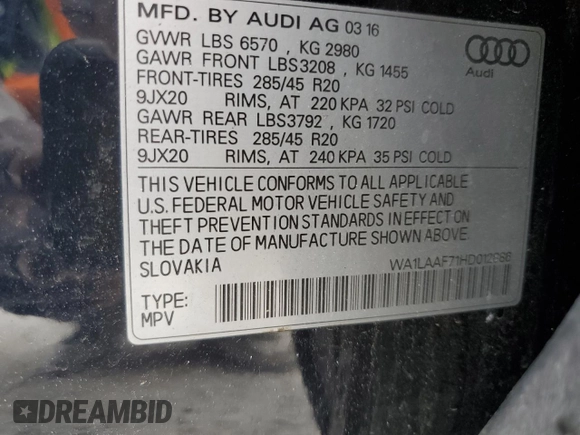 MFD. BY AUDI AG 03 16
GVWR LBS 6570 , KG 2980
GAWR FRONT LBS3208 , KG 1455
FRONT-TIRES 285/45 R20
9JX20 RIMS, AT 220 KPA 32 PSI COLD
GAWR REAR LBS3792 , KG 1720
REAR-TIRES 285/45 R20
9JX20 RIMS, AT 240 KPA 35 PSI COLD
Audi
THIS VEHICLE CONFORMS TO ALL APPLICABLE
U.S. FEDERAL MOTOR VEHICLE SAFETY AND
THEFT PREVENTION STANDARDS IN EFFECT ON
THE DATE OF MANUFACTURE SHOWN ABOVE.
SLOVAKIA
TYPE:
MPV
DREAMBID